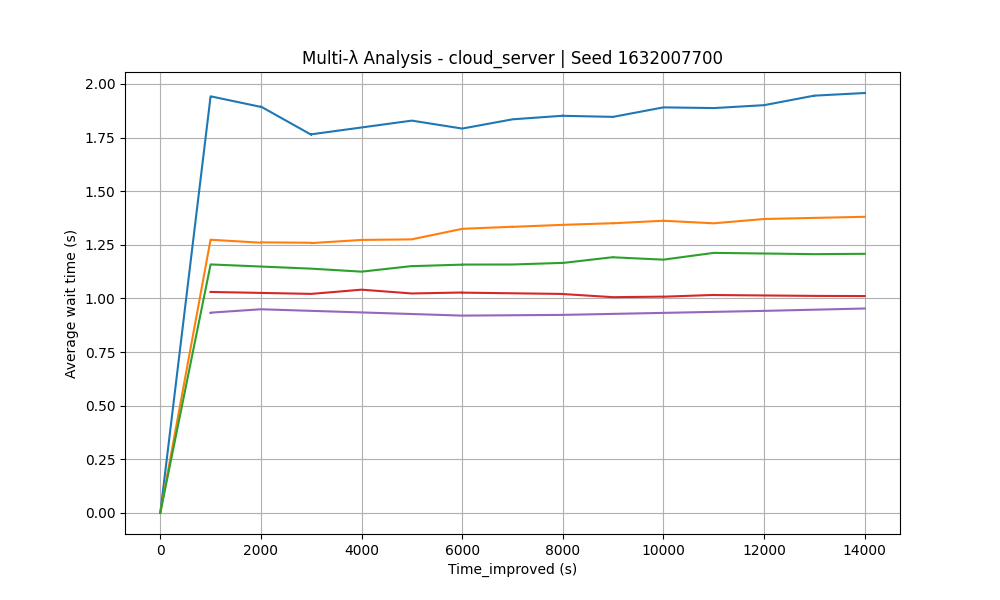 Multi-λ Analysis - cloud_server | Seed 1632007700
2.00
1.75
1.50
1.25
1.00
0.75
0.50
0.25
0.00
Average wait time (s)
0 2000 4000 6000 8000 10000 12000 14000
Time_improved (s)